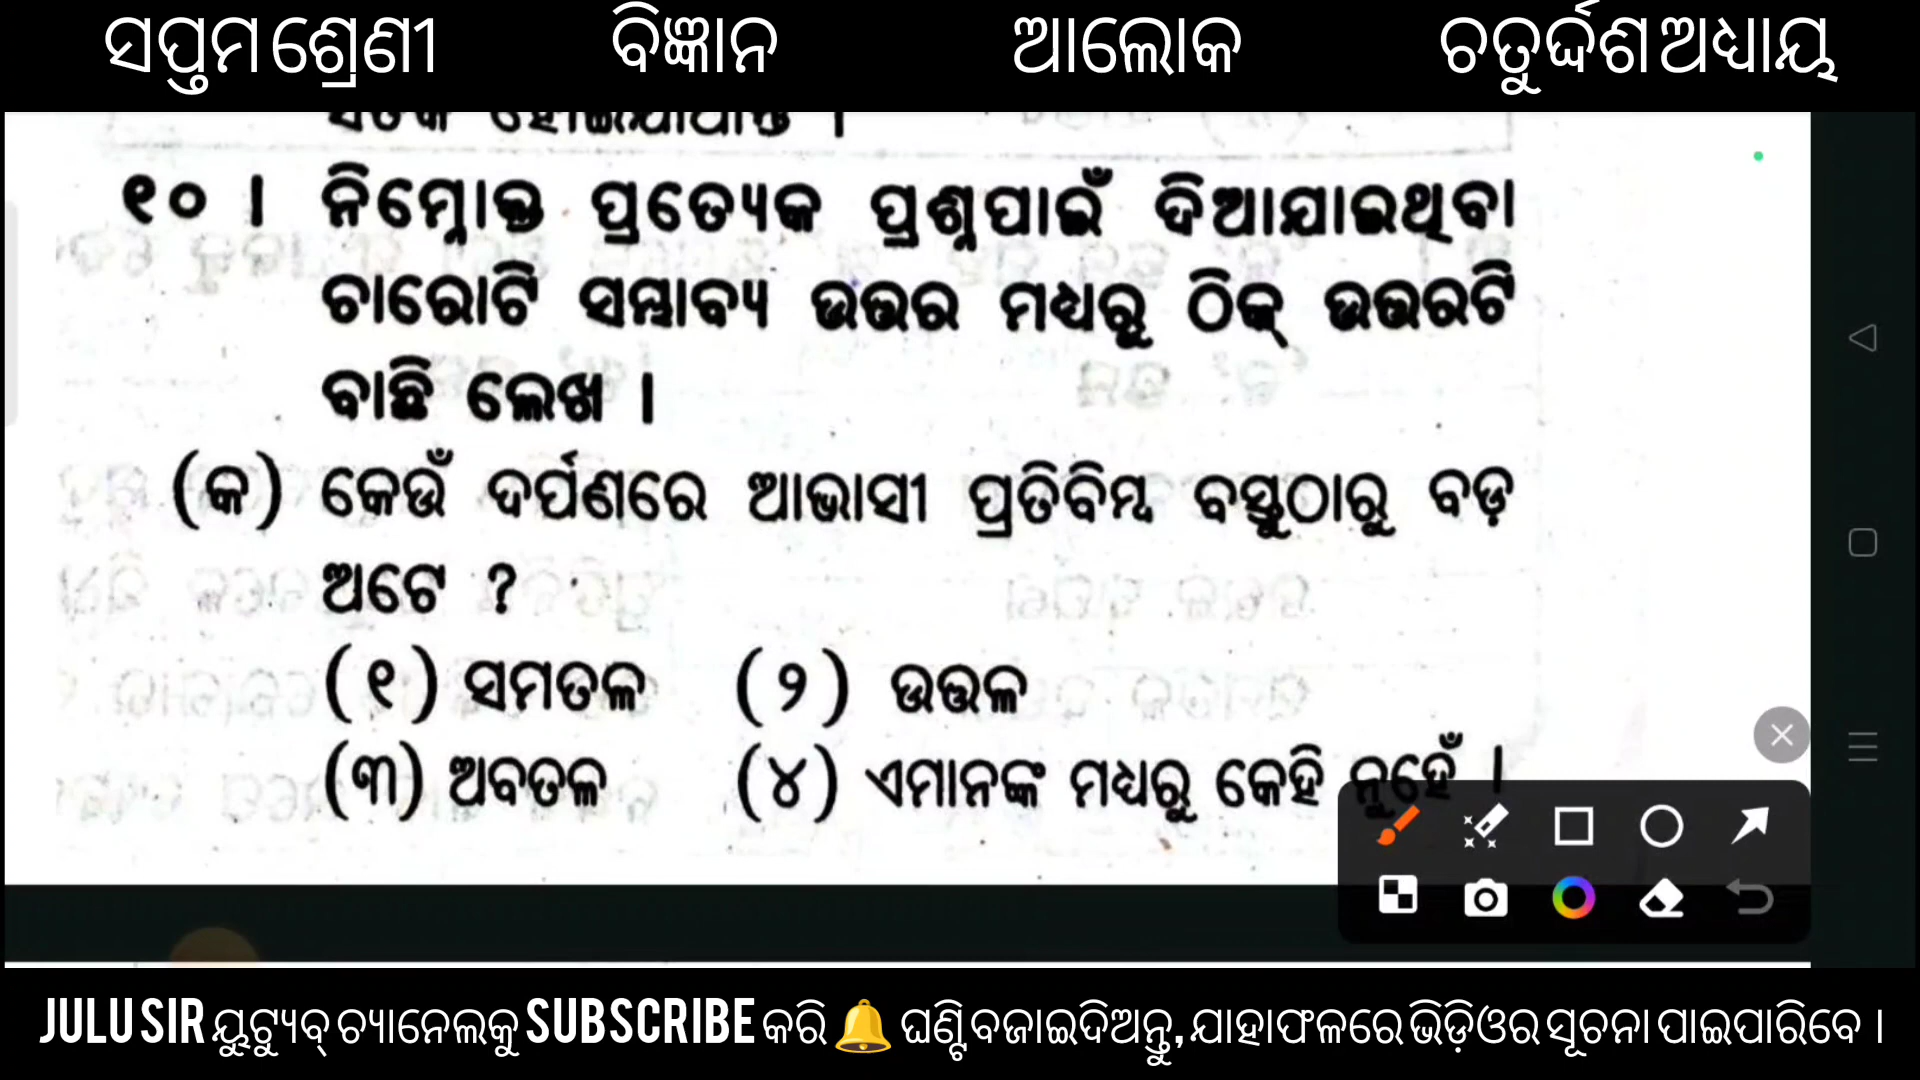 ସପ୍ତମ ଶ୍ରେଣୀ ବିଜ୍ଞାନ ଆଲୋକ ଚତୁର୍ଦ୍ଦଶ ଅଧ୍ୟାୟ
୧୦ । ନିମ୍ନୋକ୍ତ ପ୍ରତ୍ୟେକ ପ୍ରଶ୍ନପାଇଁ ଦିଆଯାଇଥିବା
ଚାରୋଟି ସମ୍ଭାବ୍ୟ ଉତ୍ତର ମଧ୍ୟରୁ ଠିକ୍ ଉତ୍ତରଟି
ବାଛି ଲେଖ ।
(କ) କେଉଁ ଦର୍ପଣରେ ଆଭାସୀ ପ୍ରତିବିମ୍ବ ବସ୍ତୁଠାରୁ ବଡ଼
ଅଟେ ?
(୧) ସମତଳ (୨) ଉତ୍ତଳ
(୩) ଅବତଳ (୪) ଏମାନଙ୍କ ମଧ୍ୟରୁ କେହି ନୁହେଁ ।
JULU SIR ୟୁଟ୍ୟୁବ୍ ଚ୍ୟାନେଲକୁ SUBSCRIBE କରି 🔔 ଘଣ୍ଟି ବଜାଇଦିଅନ୍ତୁ, ଯାହାଫଳରେ ଭିଡ଼ିଓର ସୂଚନା ପାଇପାରିବେ ।